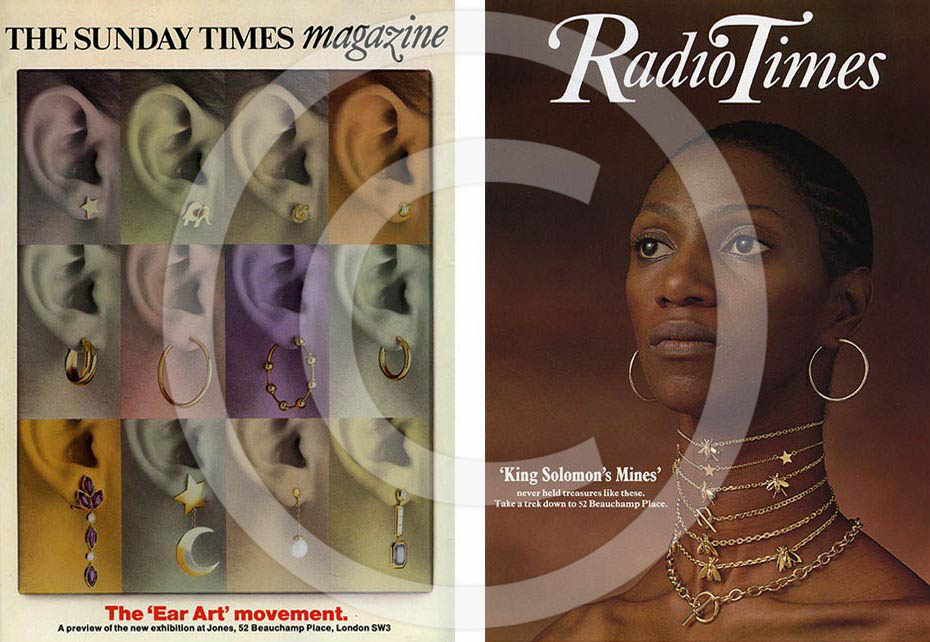 THE SUNDAY TIMES magazine
The ‘Ear Art’ movement.
A preview of the new exhibition at Jones, 52 Beauchamp Place, London SW3
RadioTimes
‘King Solomon’s Mines’
never held treasures like these.
Take a trek down to 52 Beauchamp Place.
©